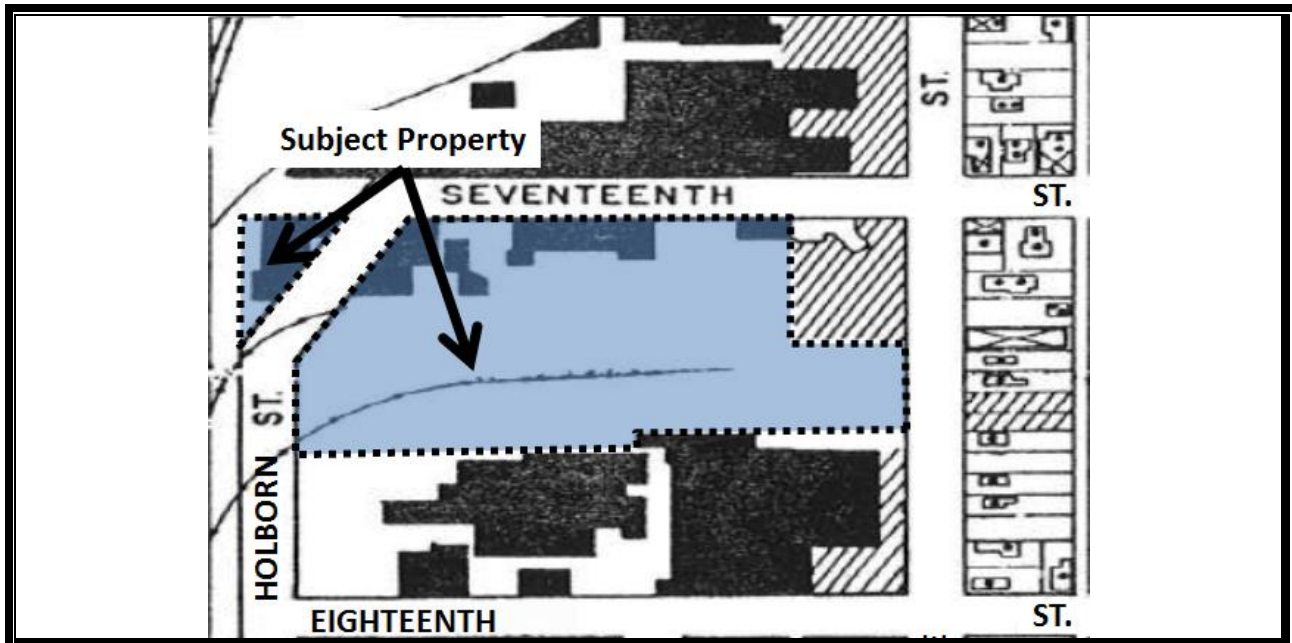 ST.
Subject Property
SEVENTEENTH
ST.
ST.
HOLBORN
EIGHTEENTH
ST.